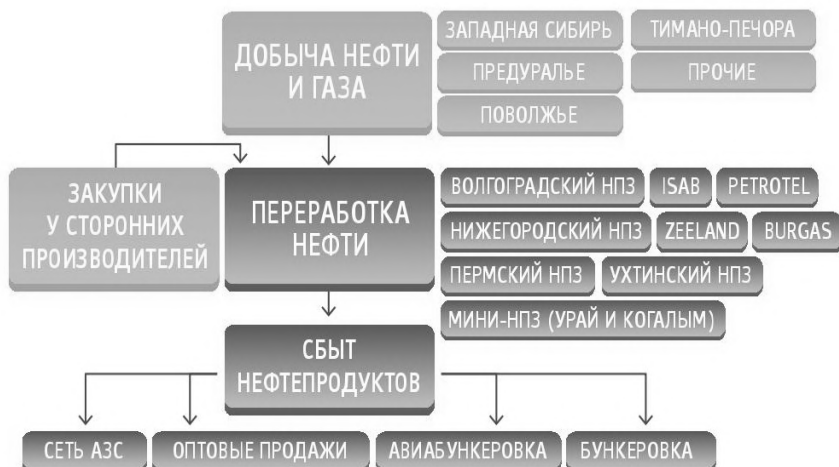 ДОБЫЧА НЕФТИ
И ГАЗА
ЗАПАДНАЯ СИБИРЬ
ТИМАНО-ПЕЧОРА
ПРЕДУРАЛЬЕ
ПРОЧИЕ
ПОВОЛЖЬЕ
ЗАКУПКИ
У СТОРОННИХ
ПРОИЗВОДИТЕЛЕЙ
ПЕРЕРАБОТКА
НЕФТИ
ВОЛГОГРАДСКИЙ НПЗ
ISAB
PETROTEL
НИЖЕГОРОДСКИЙ НПЗ
ZEELAND
BURGAS
ПЕРМСКИЙ НПЗ
УХТИНСКИЙ НПЗ
МИНИ-НПЗ (УРАЙ И КОГАЛЫМ)
СБЫТ
НЕФТЕПРОДУКТОВ
СЕТЬ АЗС
ОПТОВЫЕ ПРОДАЖИ
АВИАБУНКЕРОВКА
БУНКЕРОВКА